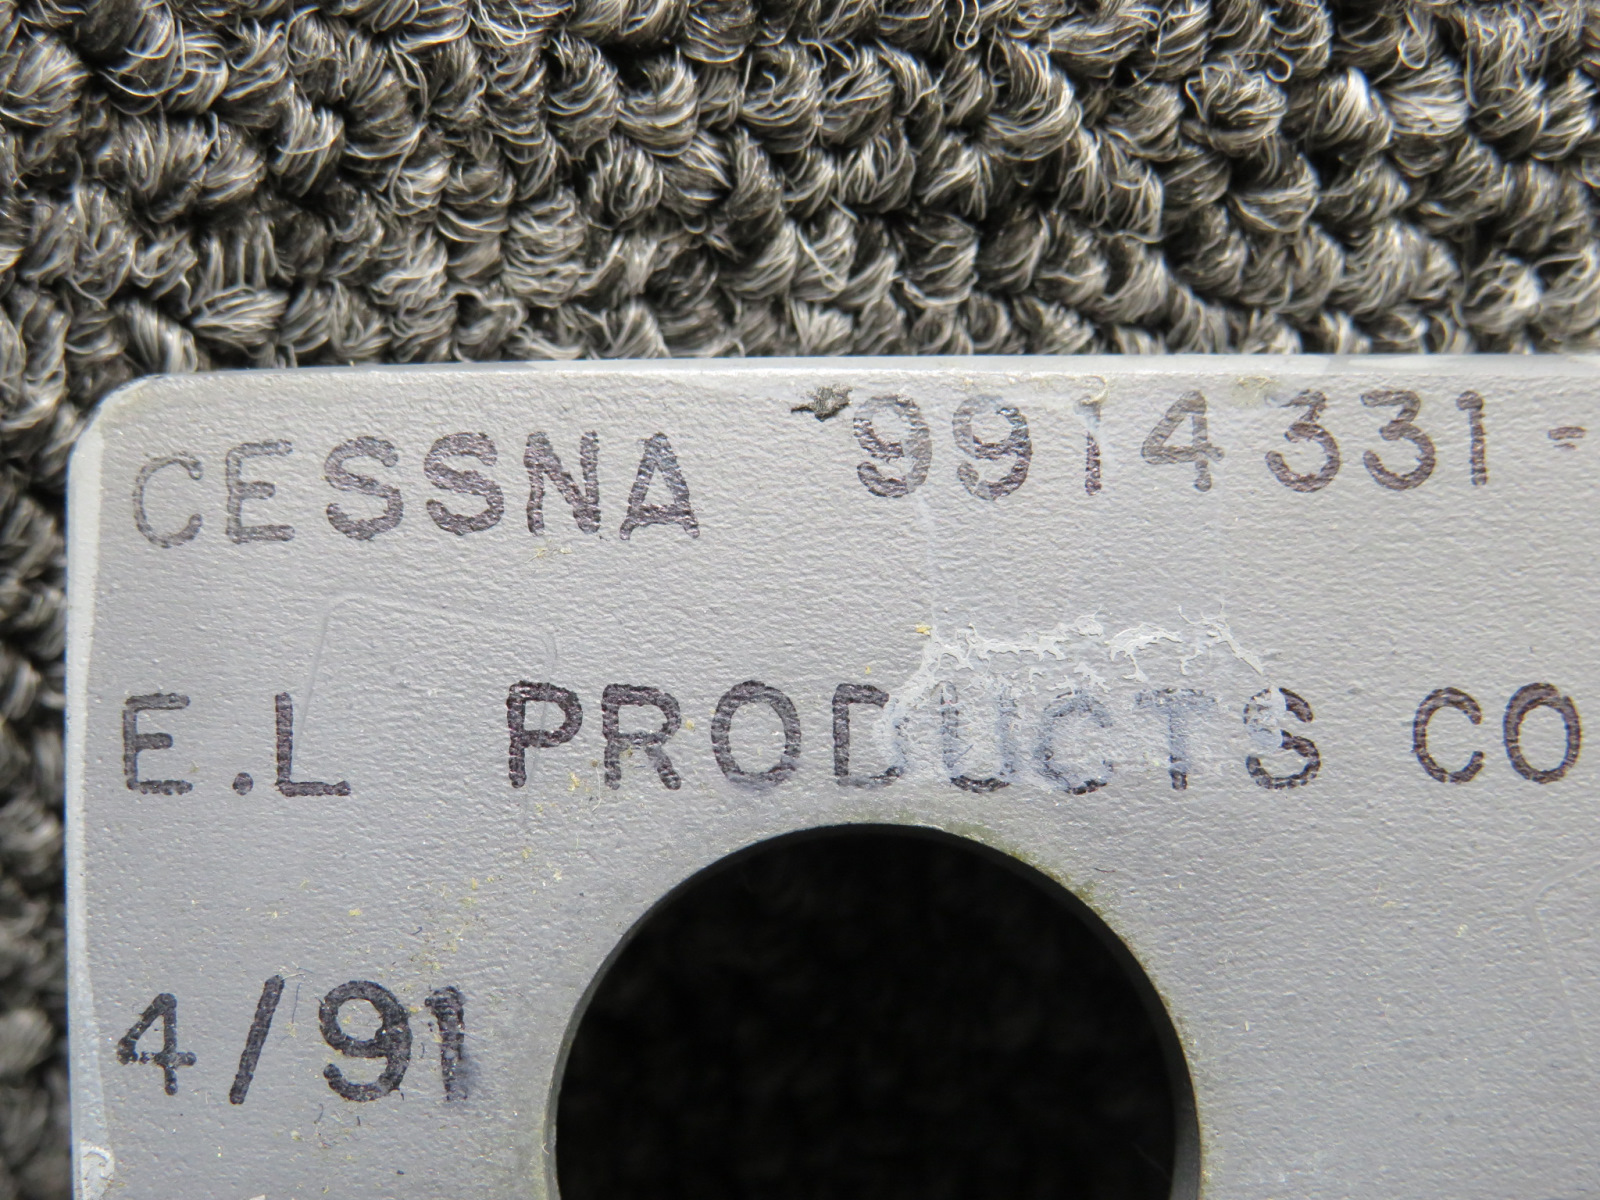 CESSNA 9914331-
E.L PRODUCTS CO
4/91